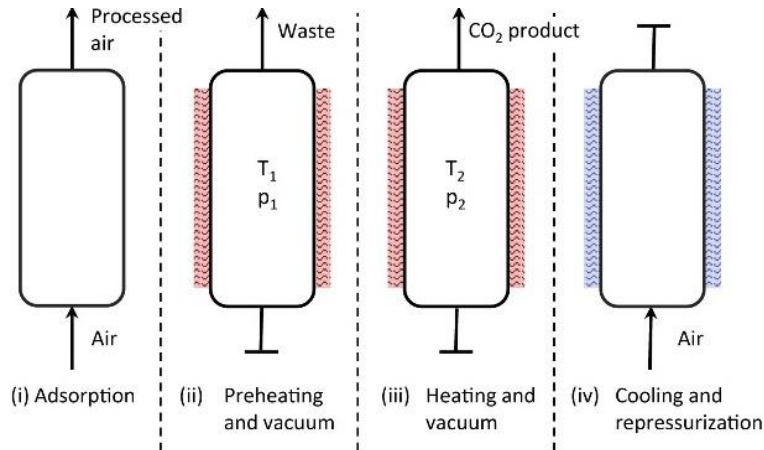 Processed
air
Air
(i) Adsorption
Waste
T₁
p₁
(ii) Preheating
and vacuum
CO₂ product
T₂
p₂
(iii) Heating and
vacuum
Air
(iv) Cooling and
repressurization